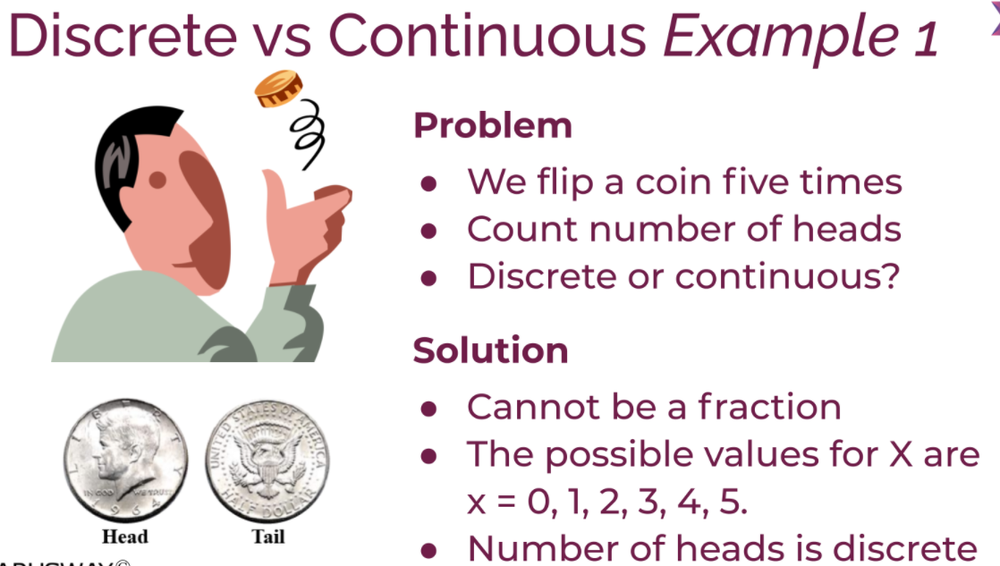 Discrete vs Continuous Example 1
Problem
● We flip a coin five times
● Count number of heads
● Discrete or continuous?
Solution
● Cannot be a fraction
● The possible values for X are
x = 0, 1, 2, 3, 4, 5.
● Number of heads is discrete
LIBERTY
IN GOD WE TRUST
1964
UNITED STATES OF AMERICA
HALF DOLLAR
Head
Tail